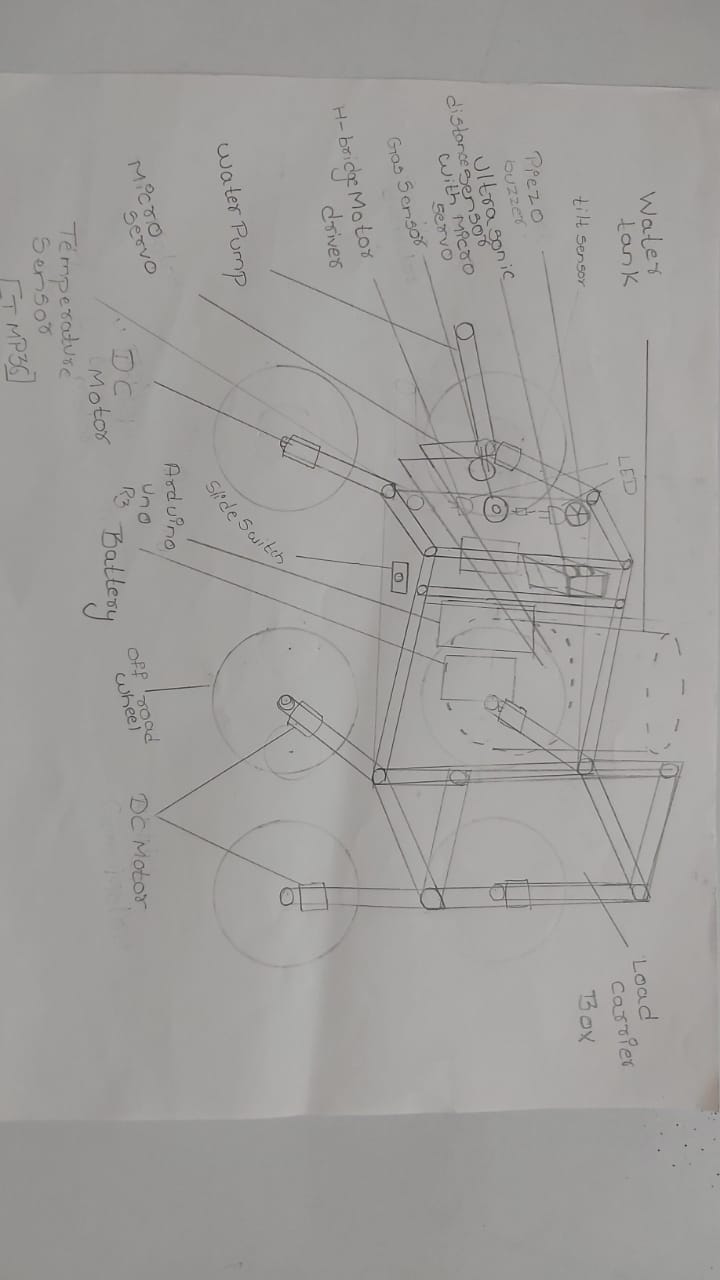 Water
tank
tilt sensor
Piezo
buzzer
Ultra sonic
distance sensor
with Micro
servo
Gas Sensor
H-bridge Motor
driver
Water Pump
Micro
Servo
Temperature
Sensor
[TMP36]
DC
Motor
LED
Slide Switch
Arduino
Uno
R3
Battery
Off road
wheel
DC Motor
Load
Carrier
Box